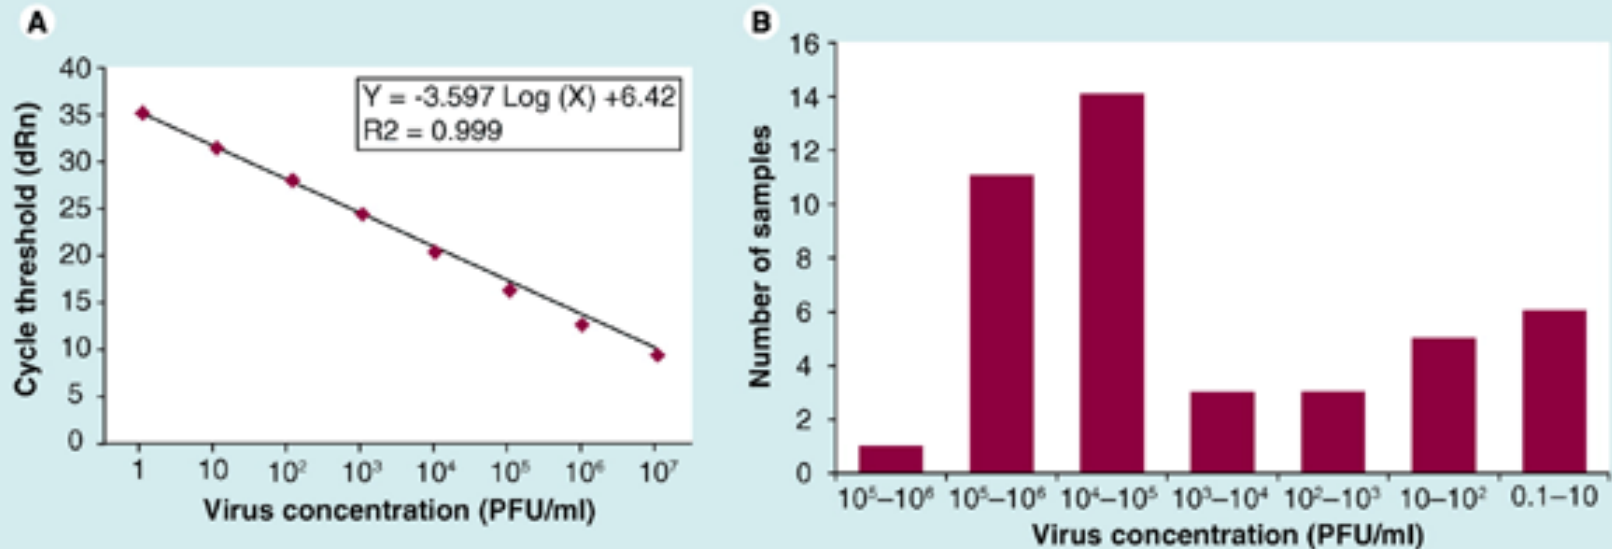 A
Cycle threshold (dRn)
40
35
30
25
20
15
10
5
0
Y = -3.597 Log (X) +6.42
R2 = 0.999
1 10 10² 10³ 10⁴ 10⁵ 10⁶ 10⁷
Virus concentration (PFU/ml)
B
Number of samples
16
14
12
10
8
6
4
2
0
10⁵–10⁶ 10⁵–10⁶ 10⁴–10⁵ 10³–10⁴ 10²–10³ 10–10² 0.1–10
Virus concentration (PFU/ml)